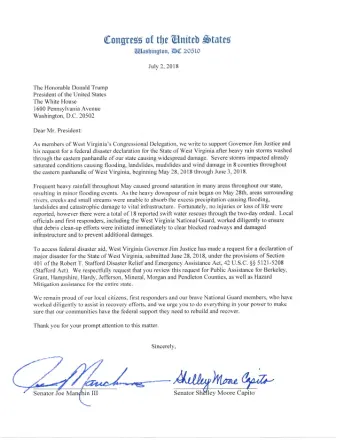 Congress of the United States
Washington, DC 20510
July 2, 2018
The Honorable Donald Trump
President of the United States
The White House
1600 Pennsylvania Avenue
Washington, D.C. 20502
Dear Mr. President:
As members of West Virginia's Congressional Delegation, we write to support Governor Jim Justice and
his request for a federal disaster declaration for the State of West Virginia after heavy rain storms washed
through the eastern panhandle of our state causing widespread damage. Severe storms impacted already
saturated conditions causing flooding, landslides, mudslides and wind damage in 8 counties throughout
the eastern panhandle of West Virginia, beginning May 28, 2018 through June 3, 2018.
Frequent heavy rainfall throughout May caused ground saturation in many areas throughout our state,
resulting in minor flooding events. As the heavy downpour of rain began on May 28th, areas surrounding
rivers, creeks and small streams were unable to absorb the excess precipitation causing flooding,
landslides and catastrophic damage to vital infrastructure. Fortunately, no injuries or loss of life were
reported, however there were a total of 18 reported swift water rescues through the two-day ordeal. Local
officials and first responders, including the West Virginia National Guard, worked diligently to ensure
that debris clean-up efforts were initiated immediately to clear blocked roadways and damaged
infrastructure and to prevent additional damages.
To access federal disaster aid, West Virginia Governor Jim Justice has made a request for a declaration of
major disaster for the State of West Virginia, submitted June 28, 2018, under the provisions of Section
401 of the Robert T. Stafford Disaster Relief and Emergency Assistance Act, 42 U.S.C. §§ 5121-5208
(Stafford Act). We respectfully request that you review this request for Public Assistance for Berkeley,
Grant, Hampshire, Hardy, Jefferson, Mineral, Morgan and Pendleton Counties, as well as Hazard
Mitigation assistance for the entire state.
We remain proud of our local citizens, first responders and our brave National Guard members, who have
worked diligently to assist in recovery efforts, and we urge you to do everything in your power to make
sure that our communities have the federal support they need to rebuild and recover.
Thank you for your prompt attention to this matter.
Sincerely,
Joe Manchin Shelley Moore Capito
Senator Joe Manchin III Senator Shelley Moore Capito